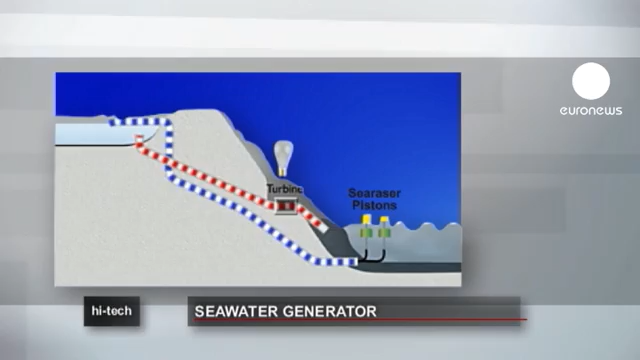 euronews
Turbine
Searaser
Pistons
hi-tech
SEAWATER GENERATOR